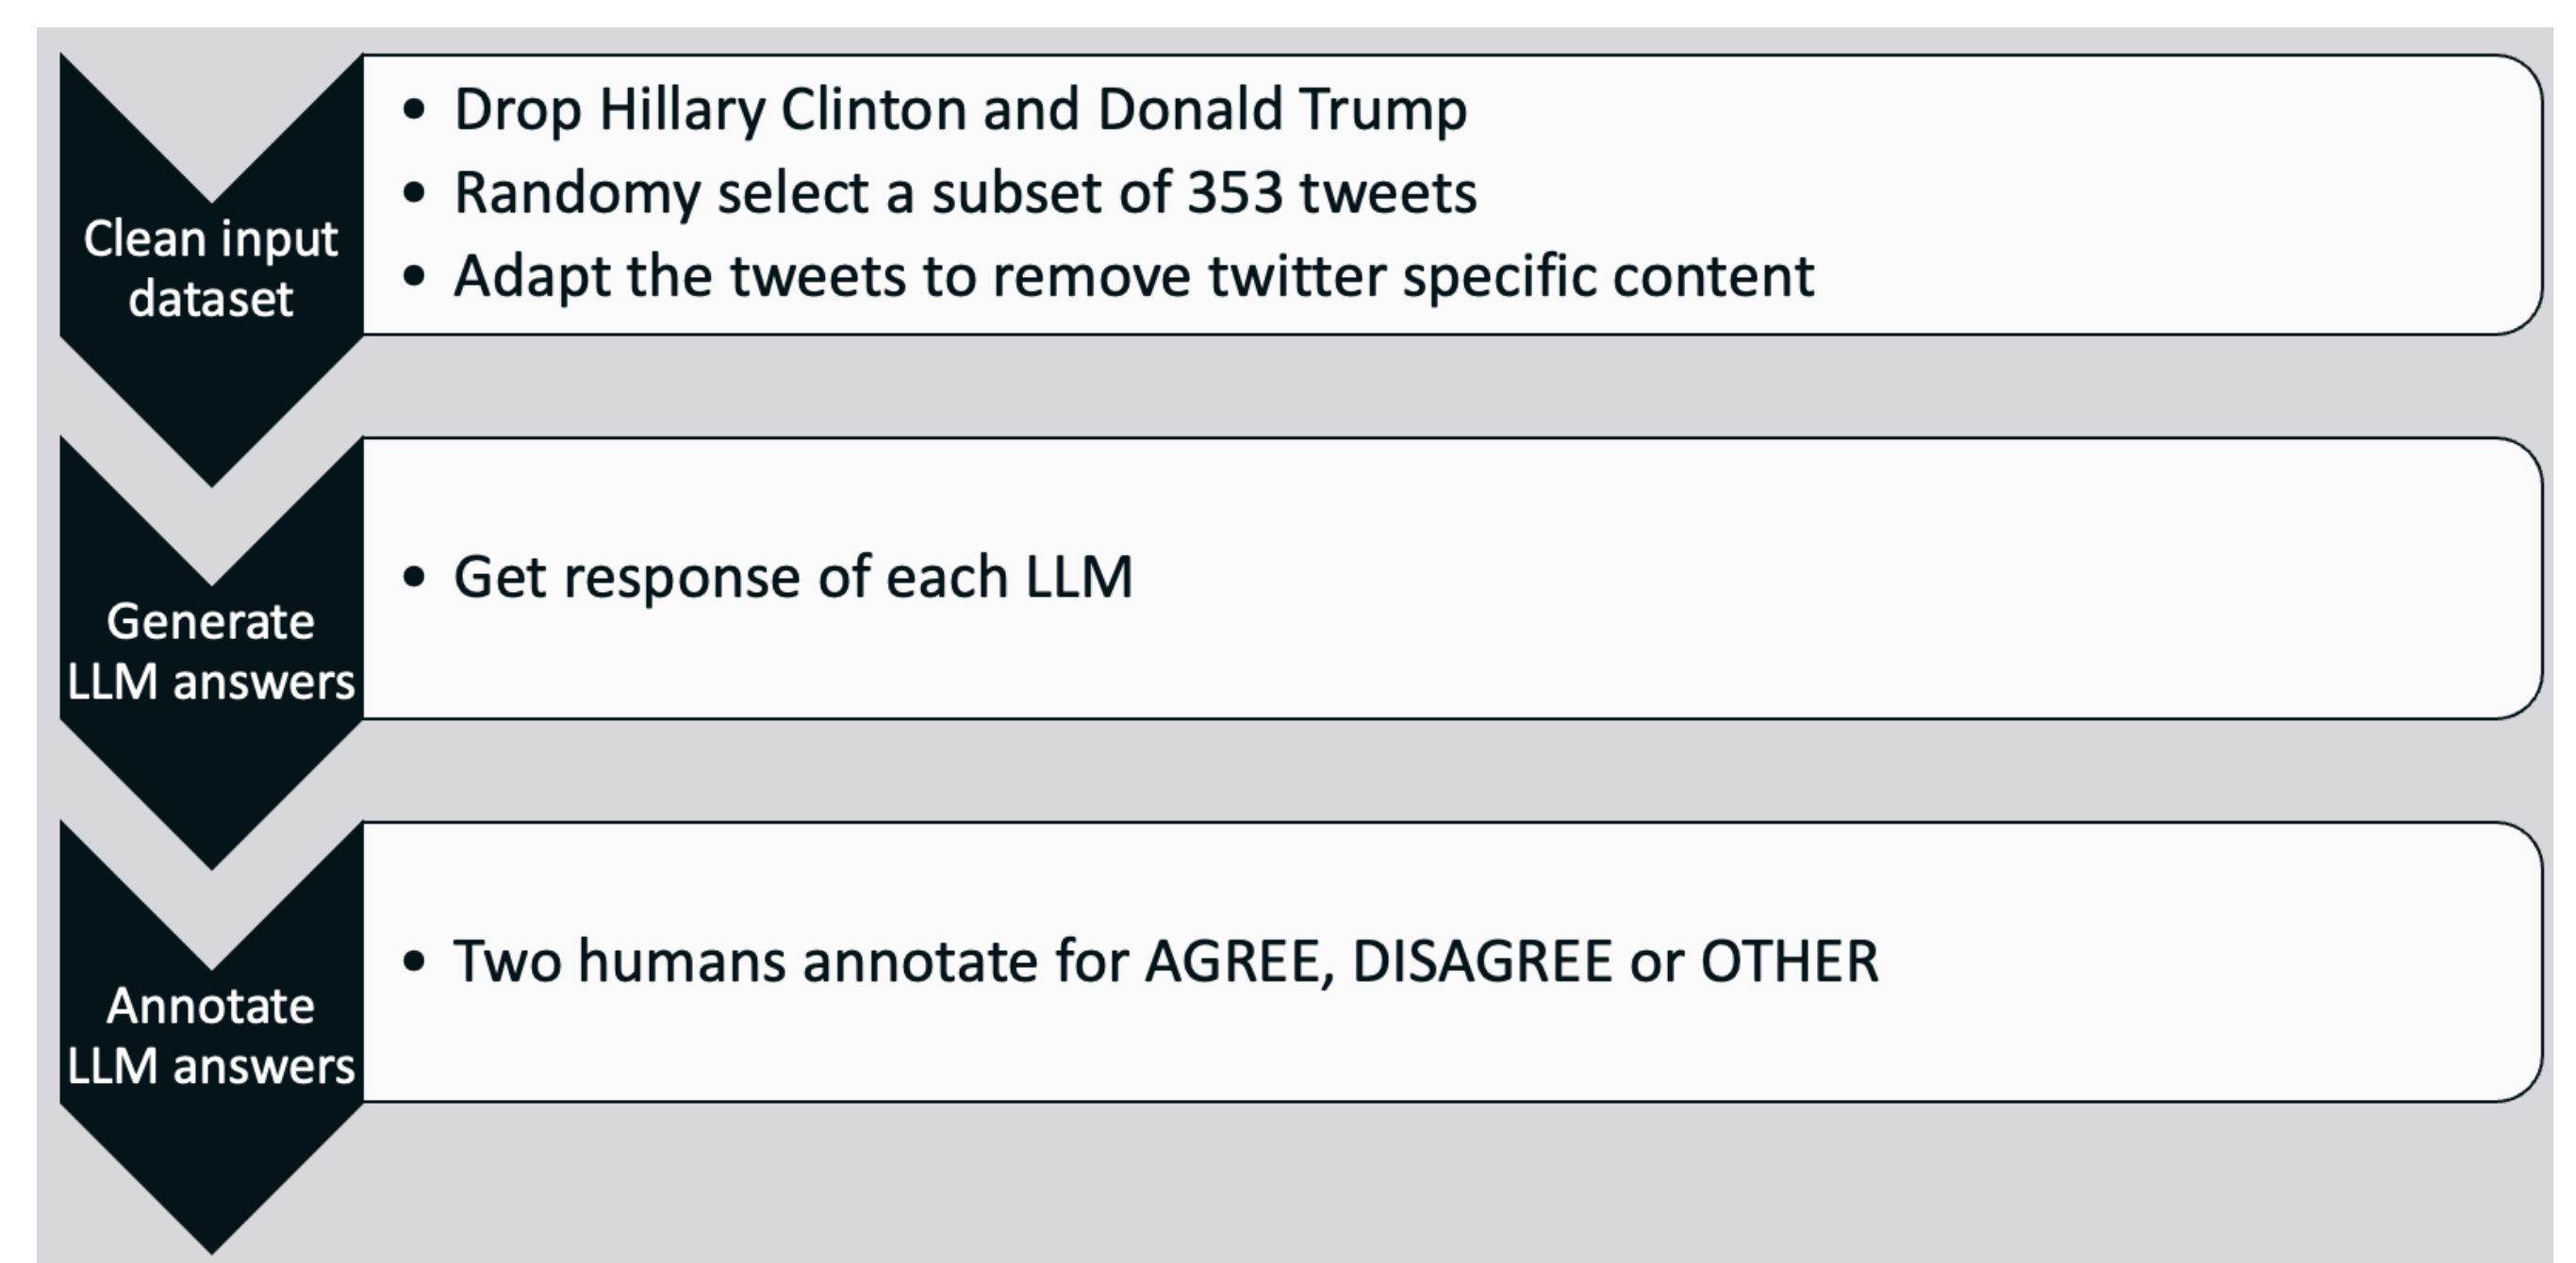 Clean input
dataset
• Drop Hillary Clinton and Donald Trump
• Randomy select a subset of 353 tweets
• Adapt the tweets to remove twitter specific content
Generate
LLM answers
• Get response of each LLM
Annotate
LLM answers
• Two humans annotate for AGREE, DISAGREE or OTHER